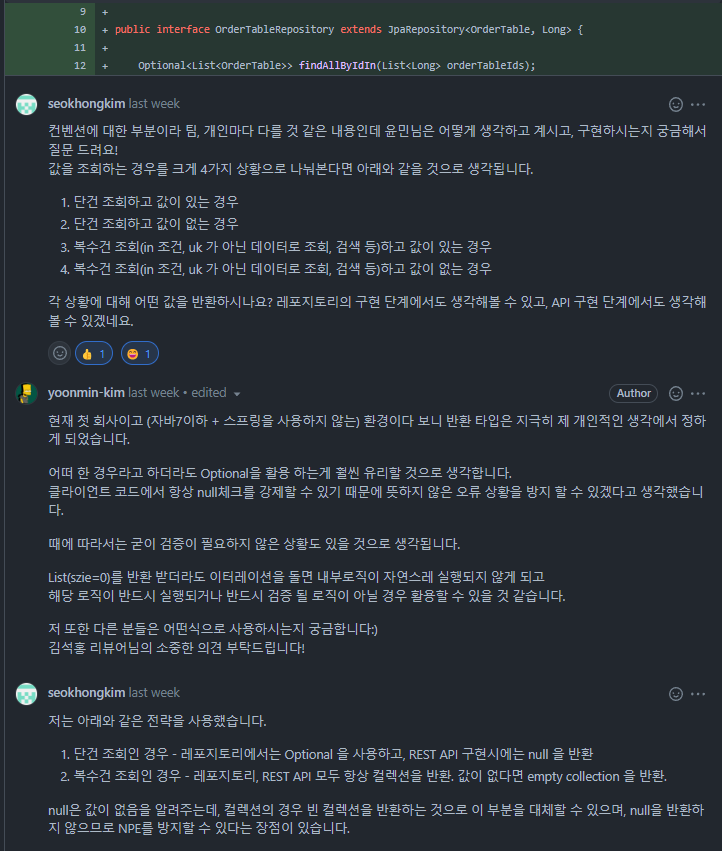 9 +
10 + public interface OrderTableRepository extends JpaRepository<OrderTable, Long> {
11 +
12 + Optional<List<OrderTable>> findAllByIdIn(List<Long> orderTableIds);
seokhongkim last week
컨벤션에 대한 부분이라 팀, 개인마다 다를 것 같은 내용인데 윤민님은 어떻게 생각하고 계시고, 구현하시는지 궁금해서
질문 드려요!
값을 조회하는 경우를 크게 4가지 상황으로 나눠본다면 아래와 같을 것으로 생각됩니다.
1. 단건 조회하고 값이 있는 경우
2. 단건 조회하고 값이 없는 경우
3. 복수건 조회(in 조건, uk 가 아닌 데이터로 조회, 검색 등)하고 값이 있는 경우
4. 복수건 조회(in 조건, uk 가 아닌 데이터로 조회, 검색 등)하고 값이 없는 경우
각 상황에 대해 어떤 값을 반환하시나요? 레포지토리의 구현 단계에서도 생각해볼 수 있고, API 구현 단계에서도 생각해
볼 수 있겠네요.
👍 1 😄 1
yoonmin-kim last week • edited Author
현재 첫 회사이고 (자바7이하 + 스프링을 사용하지 않는) 환경이다 보니 반환 타입은 지극히 제 개인적인 생각에서 정하
게 되었습니다.
어떠 한 경우라고 하더라도 Optional을 활용 하는게 훨씬 유리할 것으로 생각합니다.
클라이언트 코드에서 항상 null체크를 강제할 수 있기 때문에 뜻하지 않은 오류 상황을 방지 할 수 있겠다고 생각했습니
다.
때에 따라서는 굳이 검증이 필요하지 않은 상황도 있을 것으로 생각됩니다.
List(szie=0)를 반환 받더라도 이터레이션을 돌면 내부로직이 자연스레 실행되지 않게 되고
해당 로직이 반드시 실행되거나 반드시 검증 될 로직이 아닐 경우 활용할 수 있을 것 같습니다.
저 또한 다른 분들은 어떤식으로 사용하시는지 궁금합니다:)
김석홍 리뷰어님의 소중한 의견 부탁드립니다!
seokhongkim last week
저는 아래와 같은 전략을 사용했습니다.
1. 단건 조회인 경우 - 레포지토리에서는 Optional 을 사용하고, REST API 구현시에는 null 을 반환
2. 복수건 조회인 경우 - 레포지토리, REST API 모두 항상 컬렉션을 반환. 값이 없다면 empty collection 을 반환.
null은 값이 없음을 알려주는데, 컬렉션의 경우 빈 컬렉션을 반환하는 것으로 이 부분을 대체할 수 있으며, null을 반환하
지 않으므로 NPE를 방지할 수 있다는 장점이 있습니다.